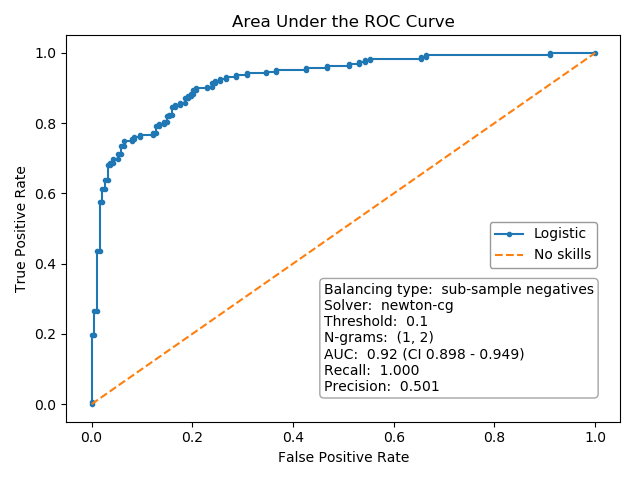 Area Under the ROC Curve
True Positive Rate
1.0
0.8
0.6
0.4
0.2
0.0
Logistic
No skills
Balancing type:  sub-sample negatives
Solver:  newton-cg
Threshold:  0.1
N-grams:  (1, 2)
AUC:  0.92 (CI 0.898 - 0.949)
Recall:  1.000
Precision:  0.501
0.0 0.2 0.4 0.6 0.8 1.0
False Positive Rate